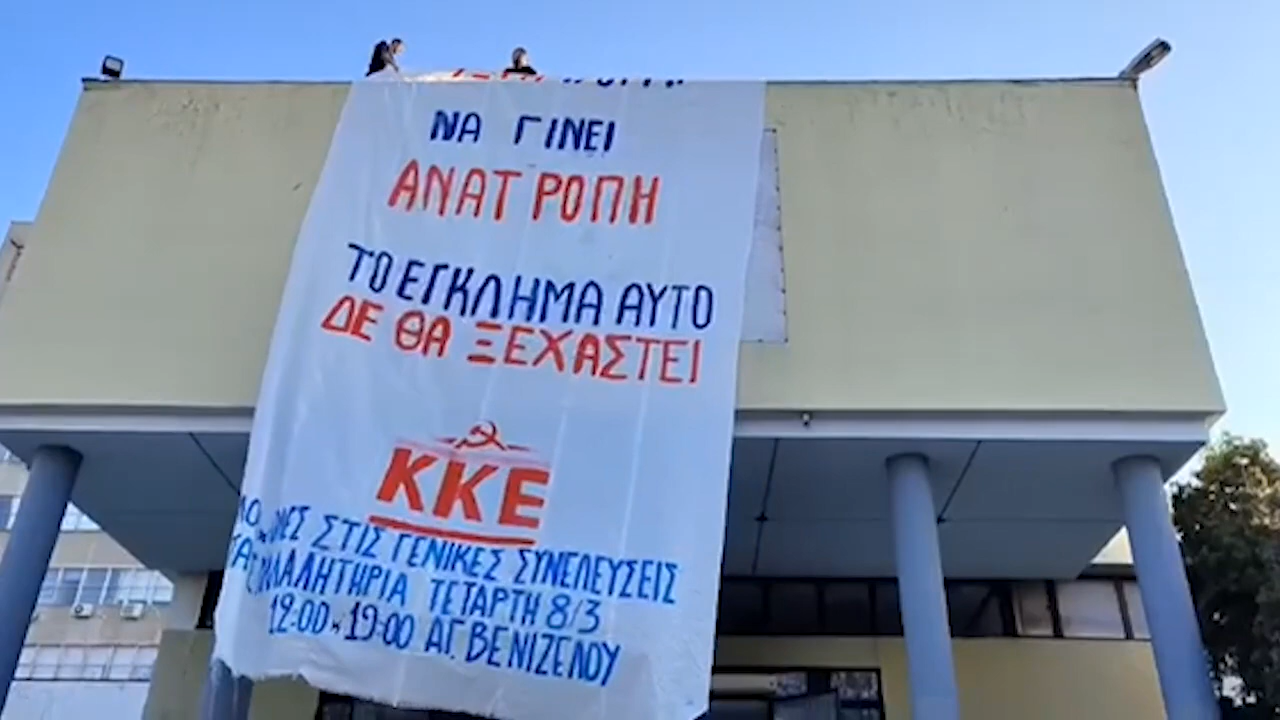 ΝΑ ΓΙΝΕΙ
ΑΝΑΤΡΟΠΗ
ΤΟ ΕΓΚΛΗΜΑ ΑΥΤΟ
ΔΕ ΘΑ ΞΕΧΑΣΤΕΙ
ΚΚΕ
ΣΤΙΣ ΓΕΝΙΚΕΣ ΣΥΝΕΛΕΥΣΕΙΣ
ΤΕΤΑΡΤΗ 8/3
12:00 κ 19:00 ΑΓ. ΒΕΝΙΖΕΛΟΥ